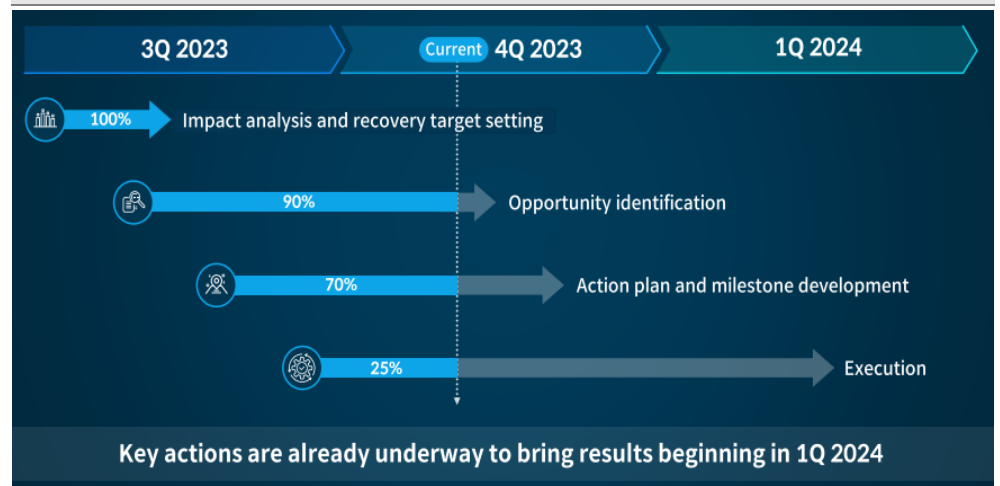 3Q 2023
Current 4Q 2023
1Q 2024
100% Impact analysis and recovery target setting
90% Opportunity identification
70% Action plan and milestone development
25% Execution
Key actions are already underway to bring results beginning in 1Q 2024